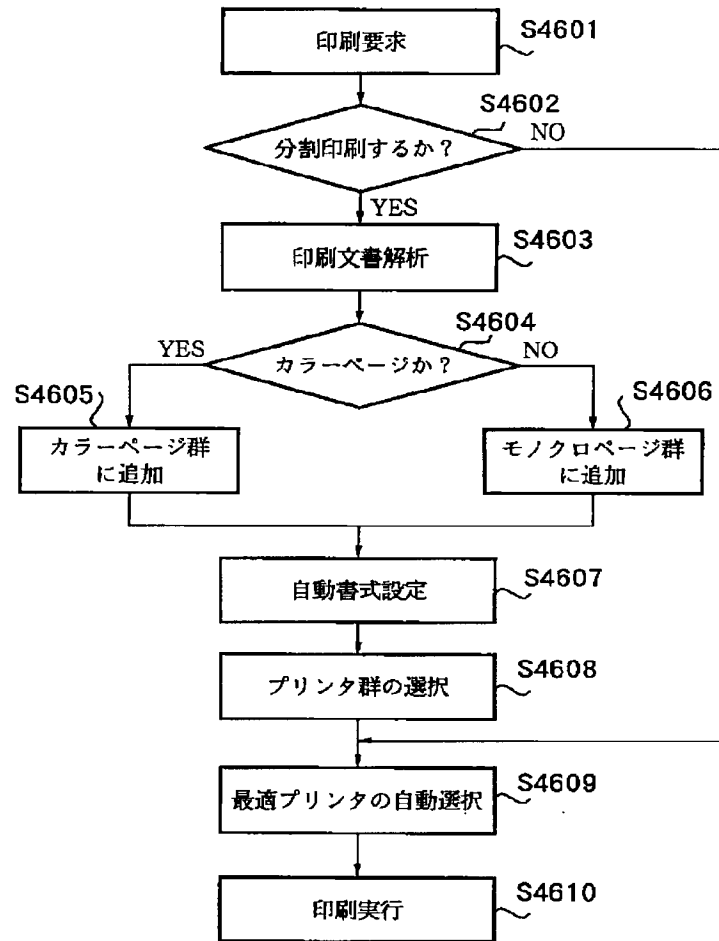 印刷要求
S4601
S4602
分割印刷するか？
NO
YES
印刷文書解析
S4603
S4604
カラーページか？
YES
NO
S4605
カラーページ群
に追加
S4606
モノクロページ群
に追加
自動書式設定
S4607
プリンタ群の選択
S4608
最適プリンタの自動選択
S4609
印刷実行
S4610